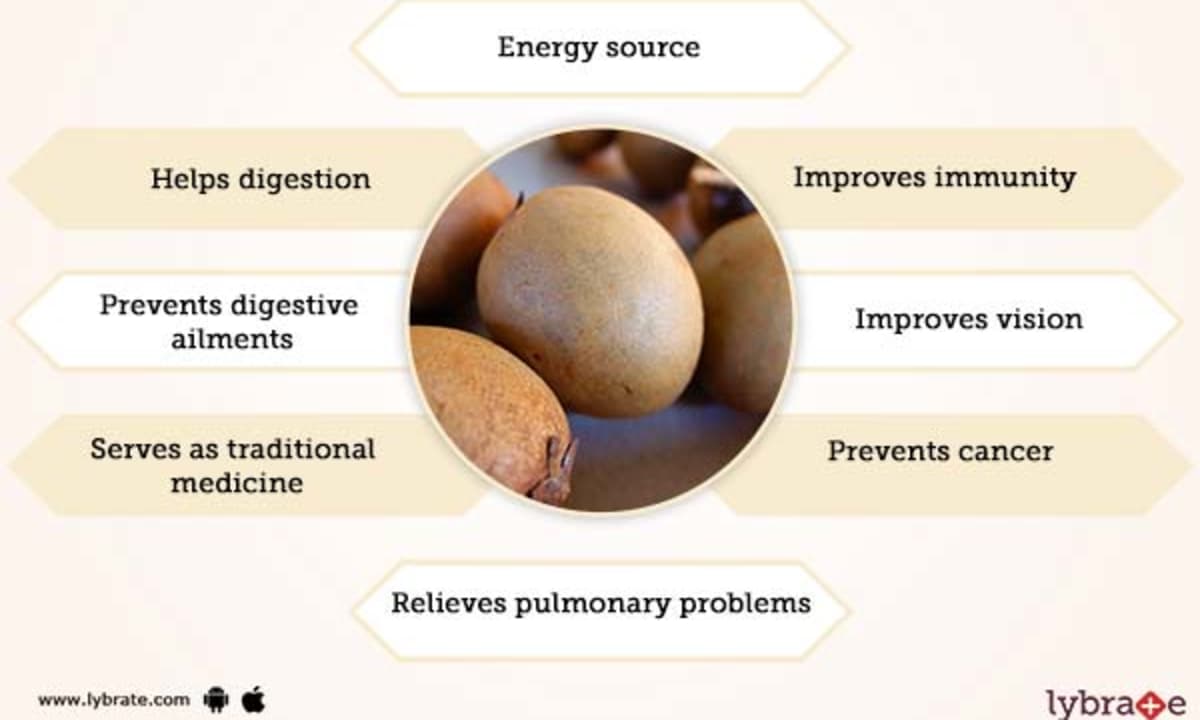 Energy source
Helps digestion
Improves immunity
Prevents digestive
ailments
Improves vision
Serves as traditional
medicine
Prevents cancer
Relieves pulmonary problems
www.lybrate.com
lybrate